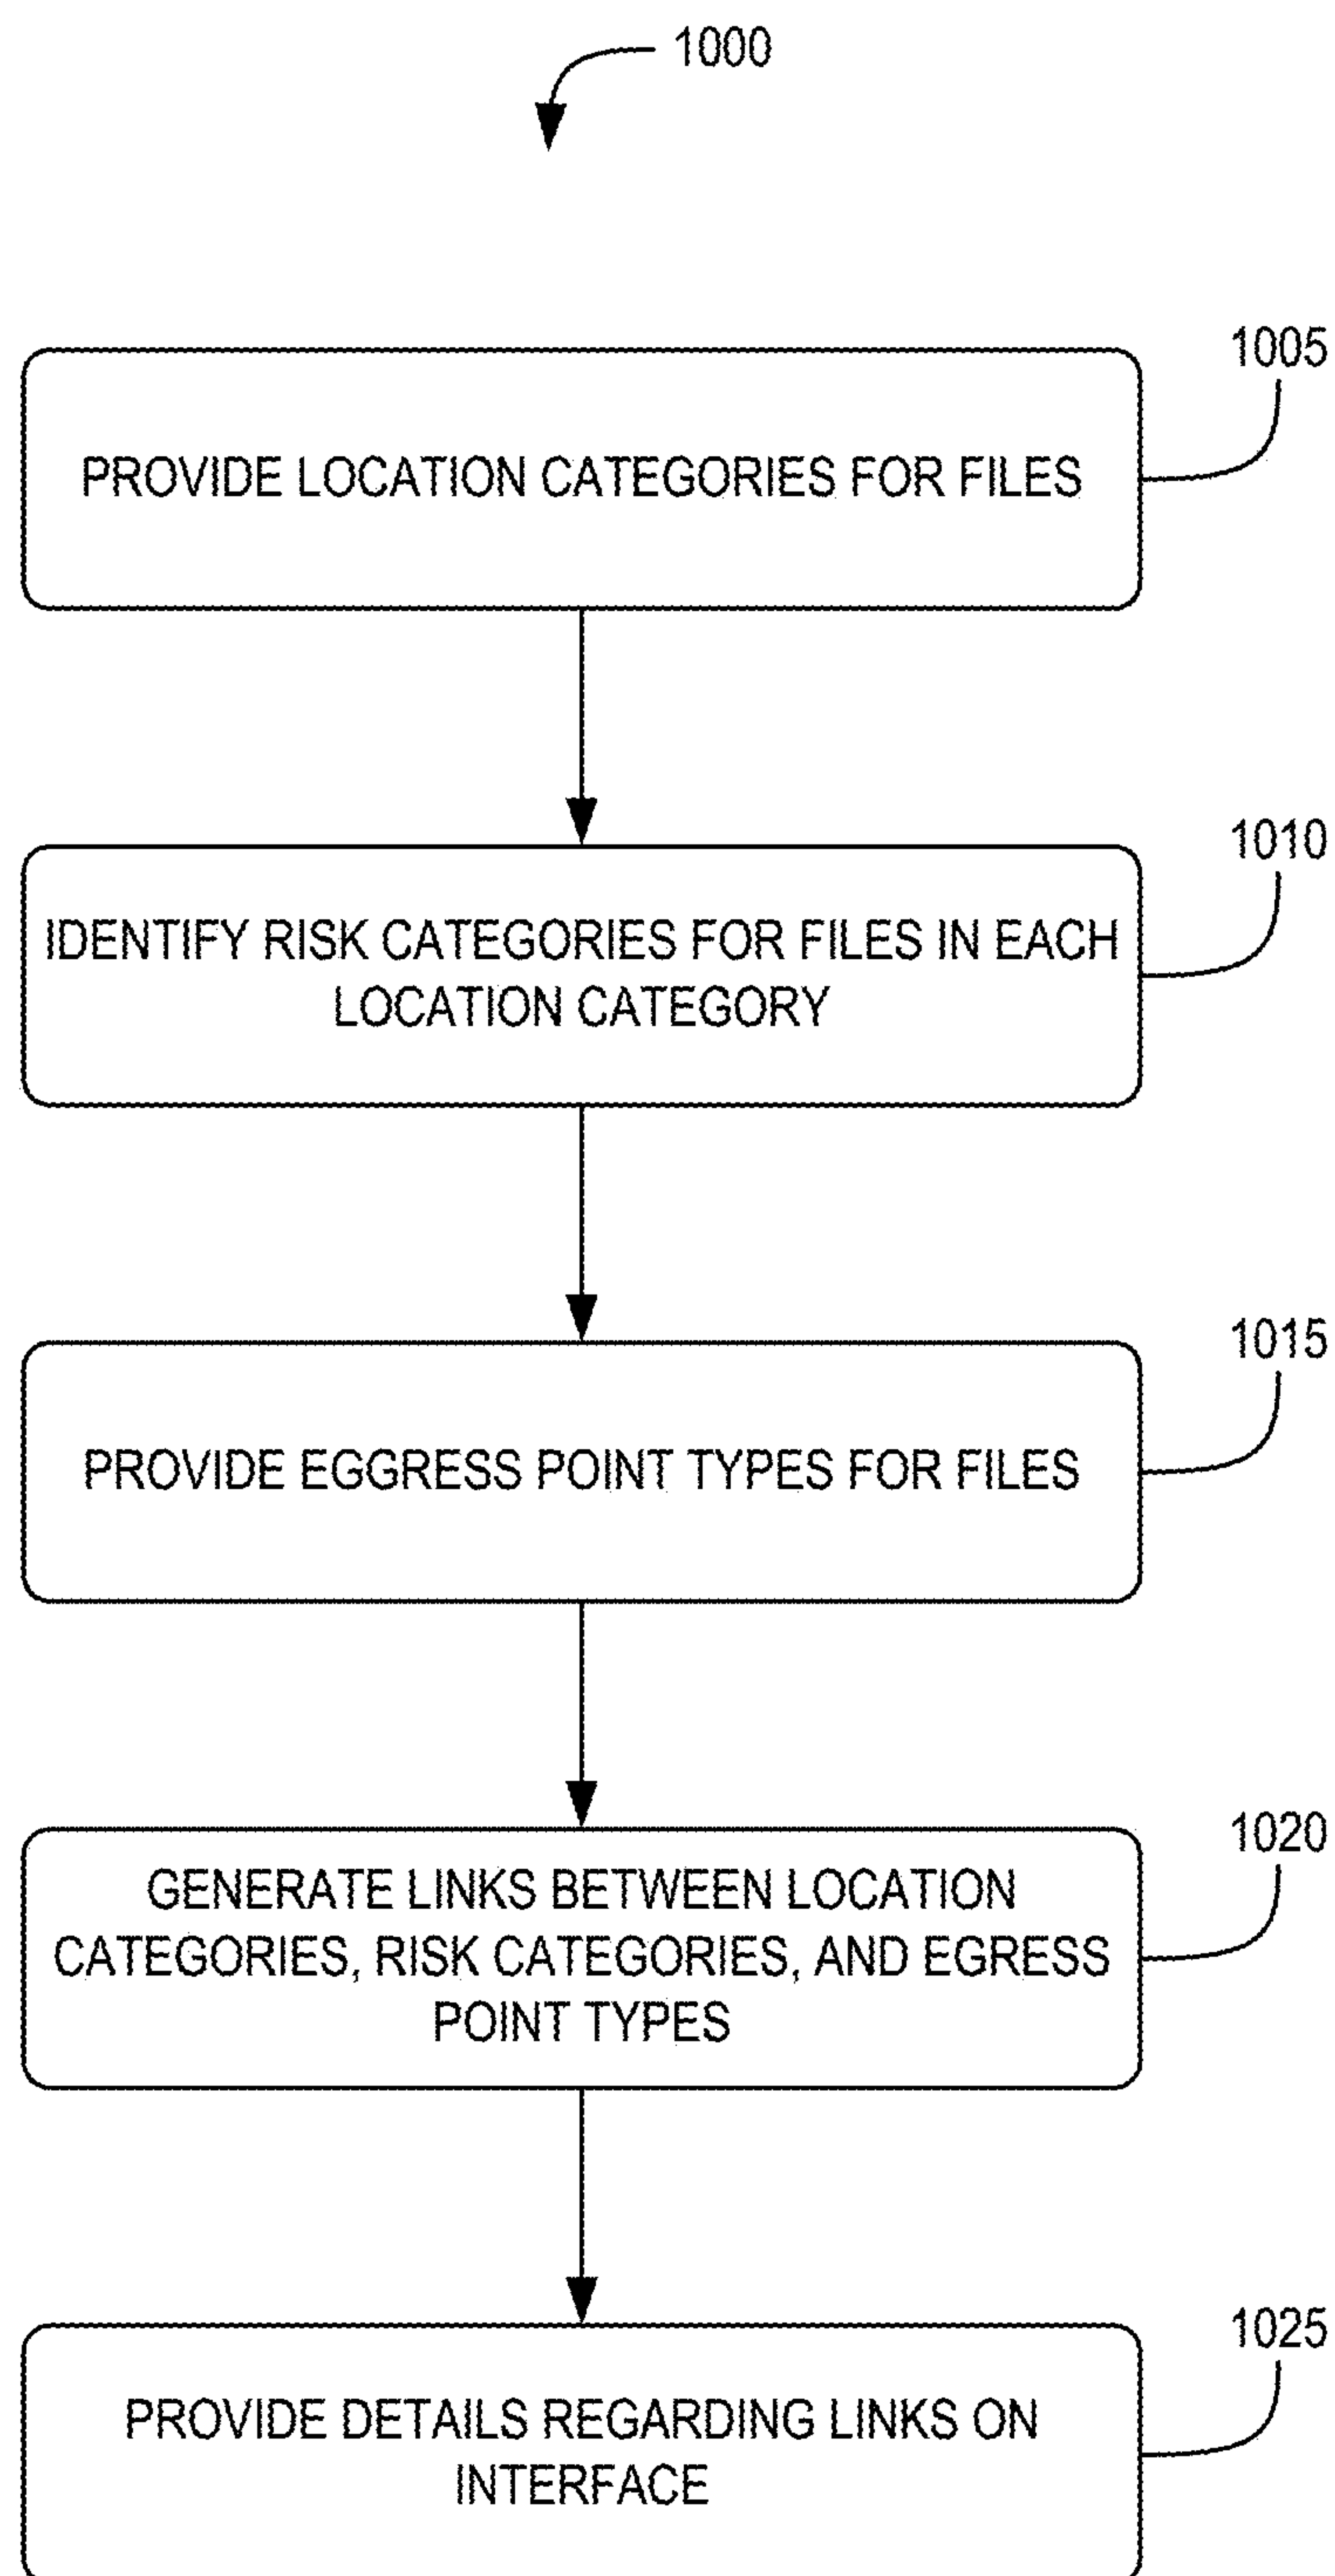 1000
1005
PROVIDE LOCATION CATEGORIES FOR FILES
1010
IDENTIFY RISK CATEGORIES FOR FILES IN EACH
LOCATION CATEGORY
1015
PROVIDE EGGRESS POINT TYPES FOR FILES
1020
GENERATE LINKS BETWEEN LOCATION
CATEGORIES, RISK CATEGORIES, AND EGRESS
POINT TYPES
1025
PROVIDE DETAILS REGARDING LINKS ON
INTERFACE